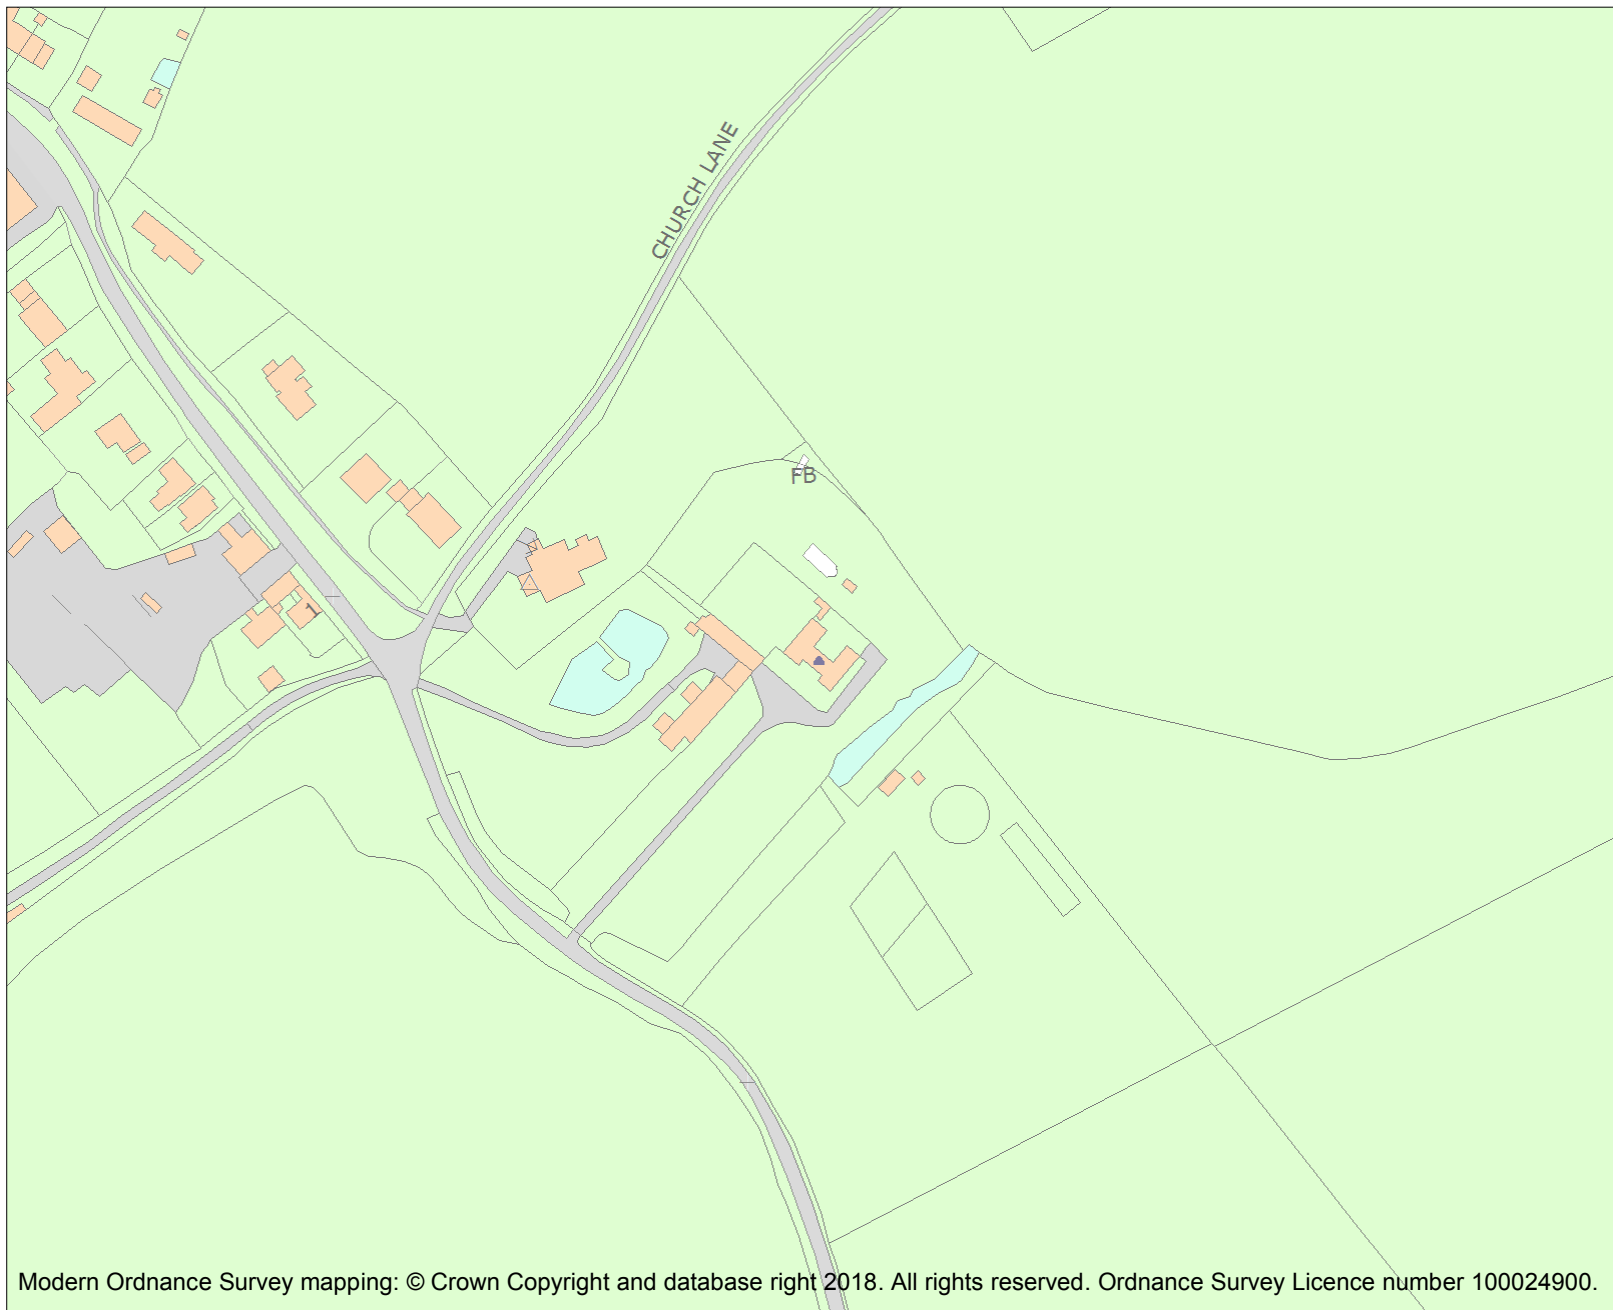 CHURCH LANE
FB
1
Modern Ordnance Survey mapping: © Crown Copyright and database right 2018. All rights reserved. Ordnance Survey Licence number 100024900.